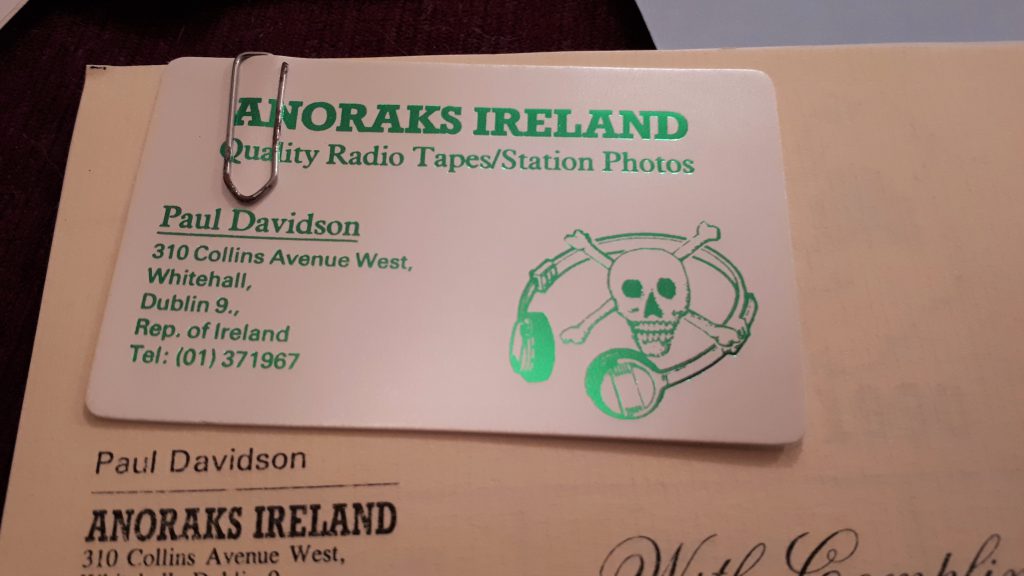 ANORAKS IRELAND
Quality Radio Tapes/Station Photos
Paul Davidson
310 Collins Avenue West,
Whitehall,
Dublin 9.,
Rep. of Ireland
Tel: (01) 371967
Paul Davidson
ANORAKS IRELAND
310 Collins Avenue West,
With